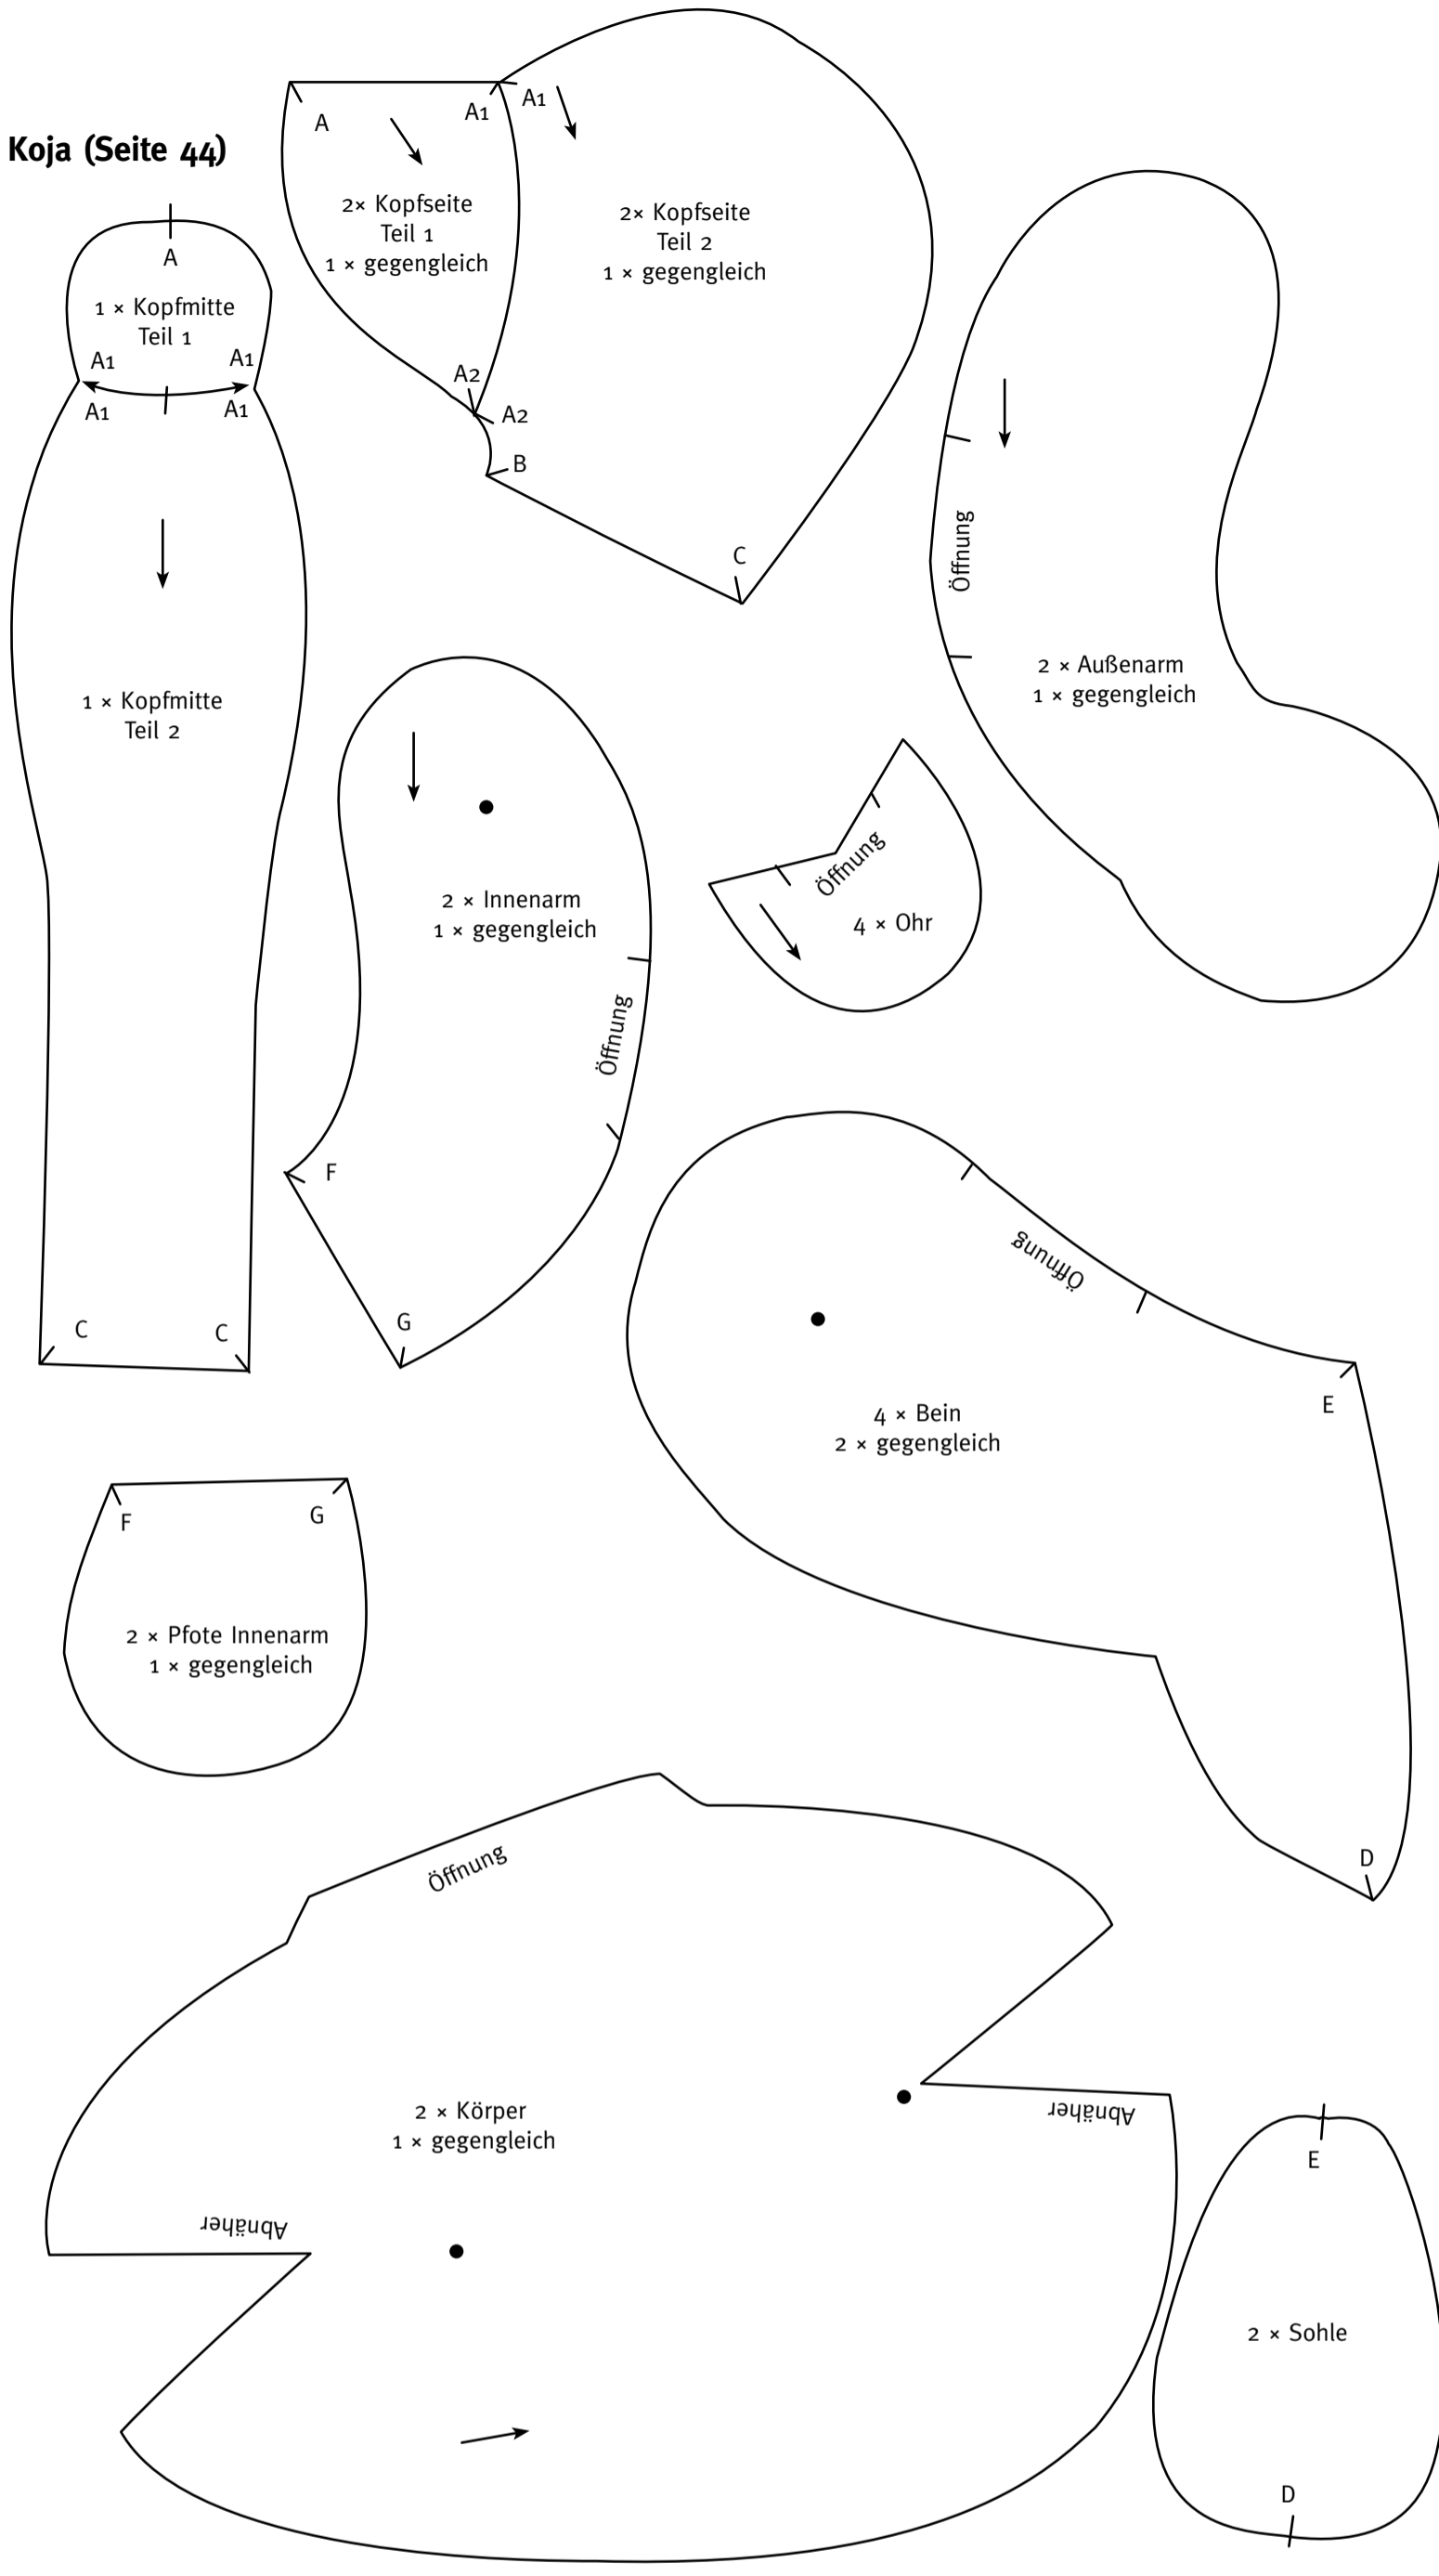 Koja (Seite 44)
A
1 × Kopfmitte
Teil 1
A1
A1
A1
A1
1 × Kopfmitte
Teil 2
C
C
A
A1
2× Kopfseite
Teil 1
1 × gegengleich
A2
A1
2× Kopfseite
Teil 2
1 × gegengleich
A2
B
C
Öffnung
2 × Außenarm
1 × gegengleich
2 × Innenarm
1 × gegengleich
Öffnung
F
G
Öffnung
4 × Ohr
Öffnung
4 × Bein
2 × gegengleich
E
D
F
G
2 × Pfote Innenarm
1 × gegengleich
Öffnung
2 × Körper
1 × gegengleich
Abnäher
Abnäher
E
2 × Sohle
D